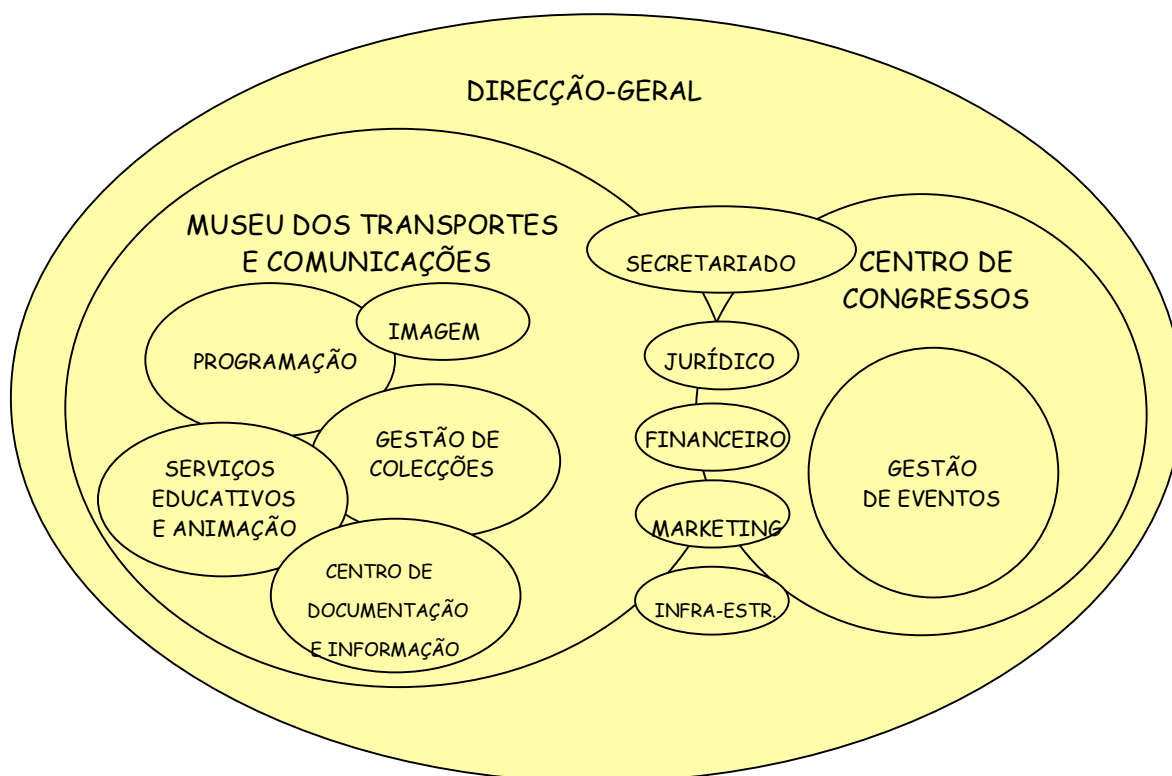 DIRECÇÃO-GERAL
MUSEU DOS TRANSPORTES
E COMUNICAÇÕES
SECRETARIADO
CENTRO DE
CONGRESSOS
IMAGEM
PROGRAMAÇÃO
JURÍDICO
GESTÃO DE
COLECÇÕES
FINANCEIRO
SERVIÇOS
EDUCATIVOS
E ANIMAÇÃO
GESTÃO
DE EVENTOS
MARKETING
CENTRO DE
DOCUMENTAÇÃO
E INFORMAÇÃO
INFRA-ESTR.